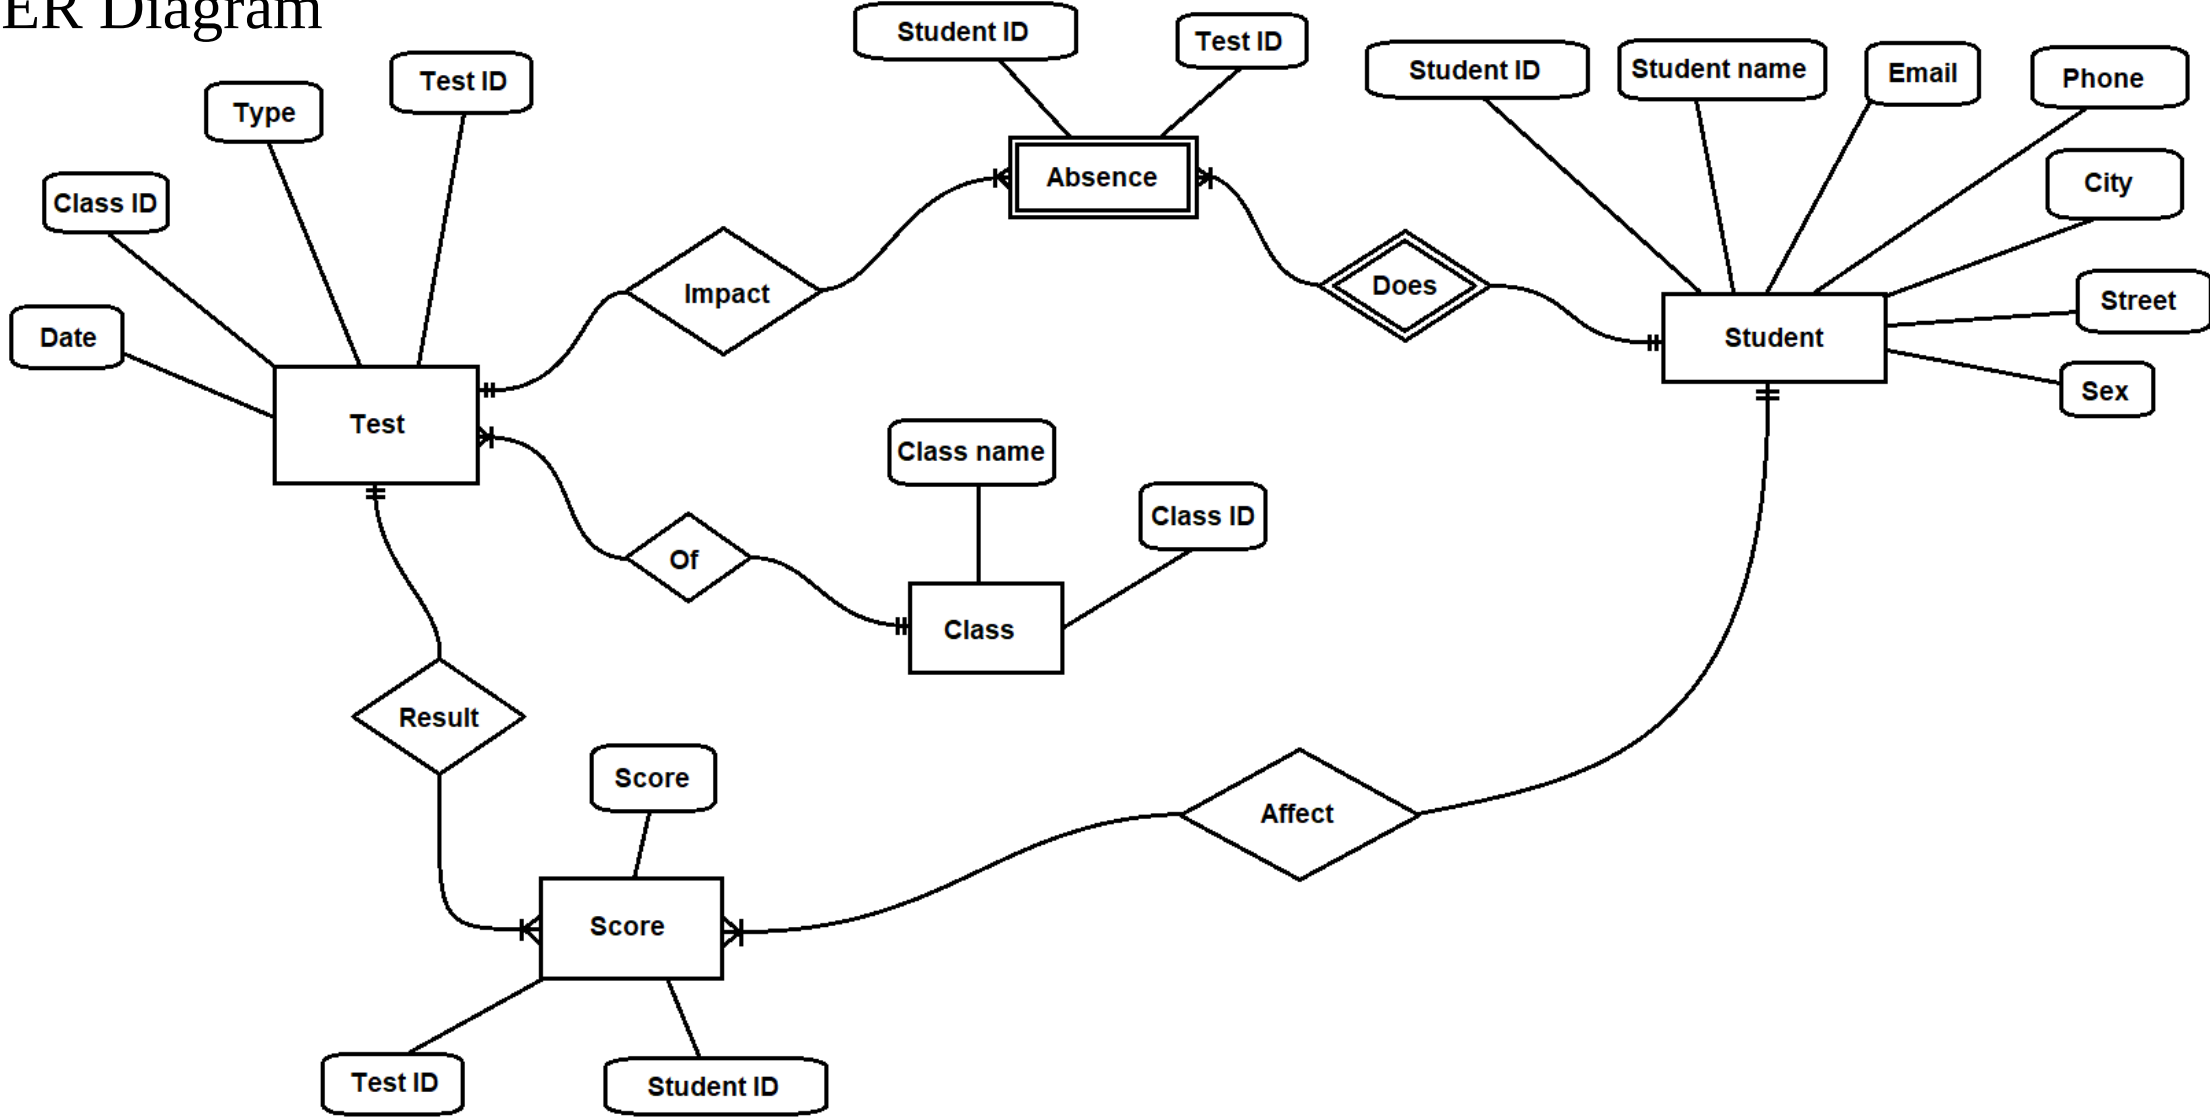 ER Diagram
Student ID
Test ID
Student ID
Student name
Email
Phone
Type
Test ID
Class ID
Absence
City
Date
Impact
Does
Street
Student
Sex
Test
Class name
Class ID
Of
Class
Result
Score
Affect
Score
Test ID
Student ID